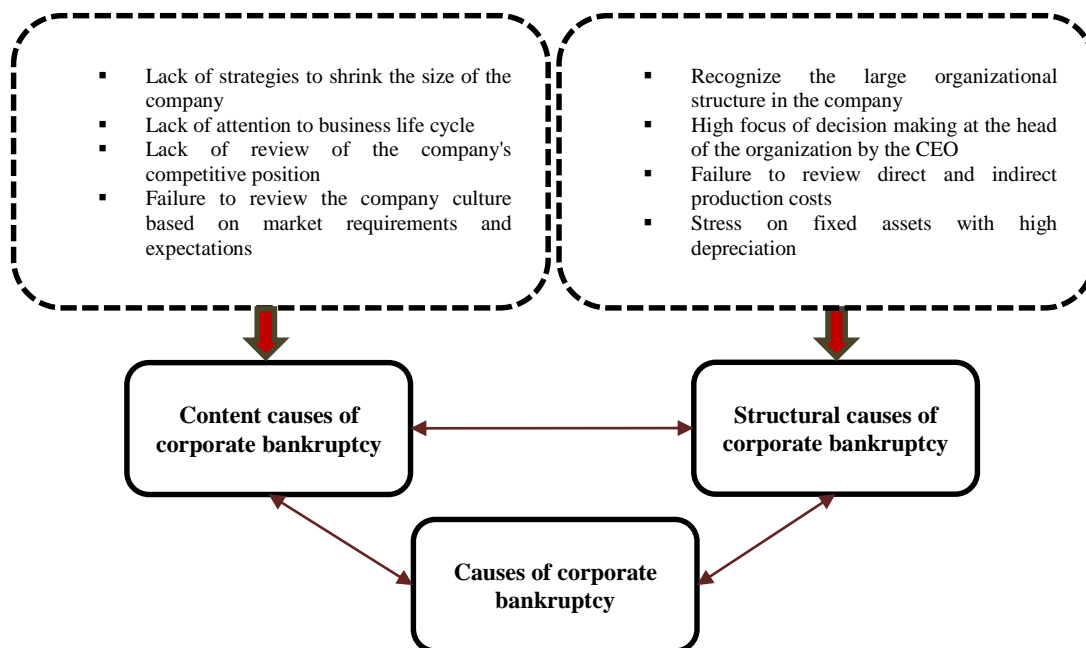 ▪ Lack of strategies to shrink the size of the
company
▪ Lack of attention to business life cycle
▪ Lack of review of the company's
competitive position
▪ Failure to review the company culture
based on market requirements and
expectations
▪ Recognize the large organizational
structure in the company
▪ High focus of decision making at the head
of the organization by the CEO
▪ Failure to review direct and indirect
production costs
▪ Stress on fixed assets with high
depreciation
Content causes of
corporate bankruptcy
Structural causes of
corporate bankruptcy
Causes of corporate
bankruptcy